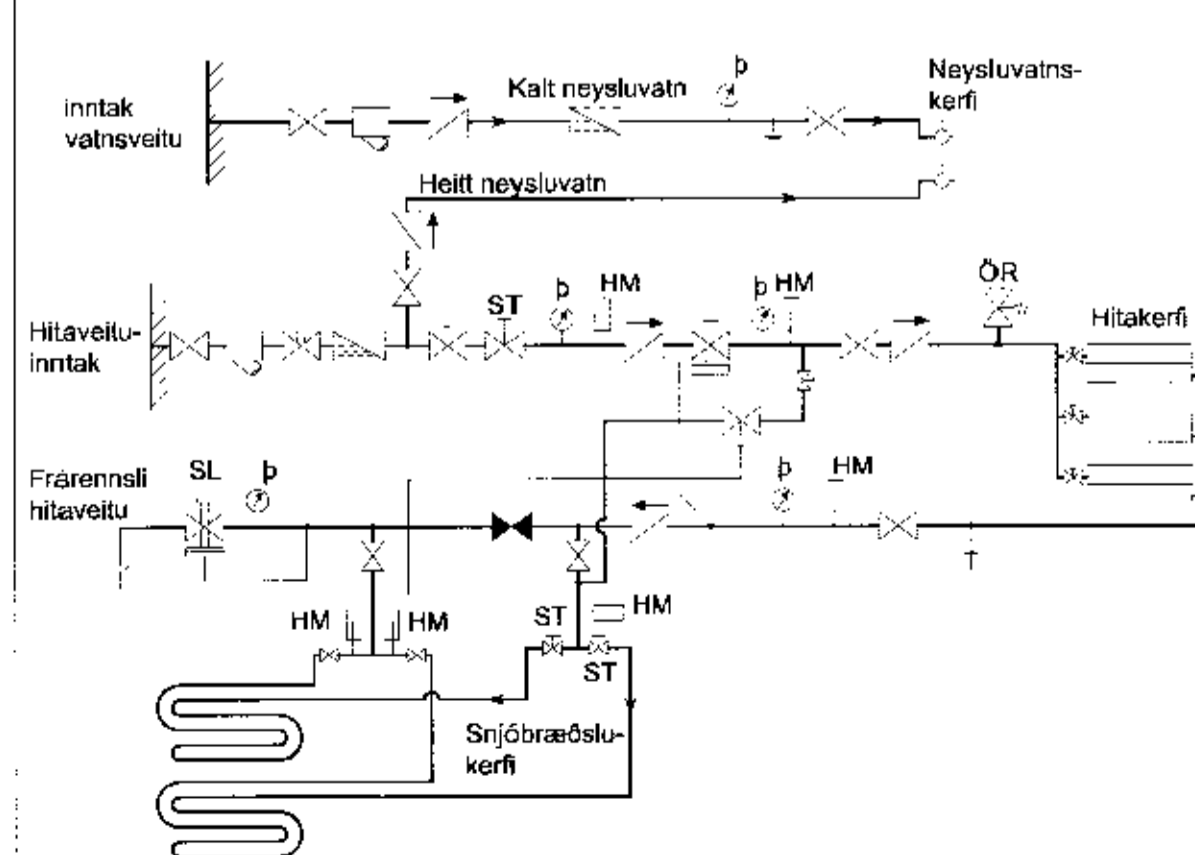 inntak
vatnsveitu
Kalt neysluvatn
þ
Neysluvatns-
kerfi
Heitt neysluvatn
Hitaveitu-
inntak
ST
þ
HM
þ
HM
ÖR
Hitakerfi
Frárennsli
hitaveitu
SL
þ
þ
HM
HM
HM
ST
HM
ST
Snjóbræðslu-
kerfi